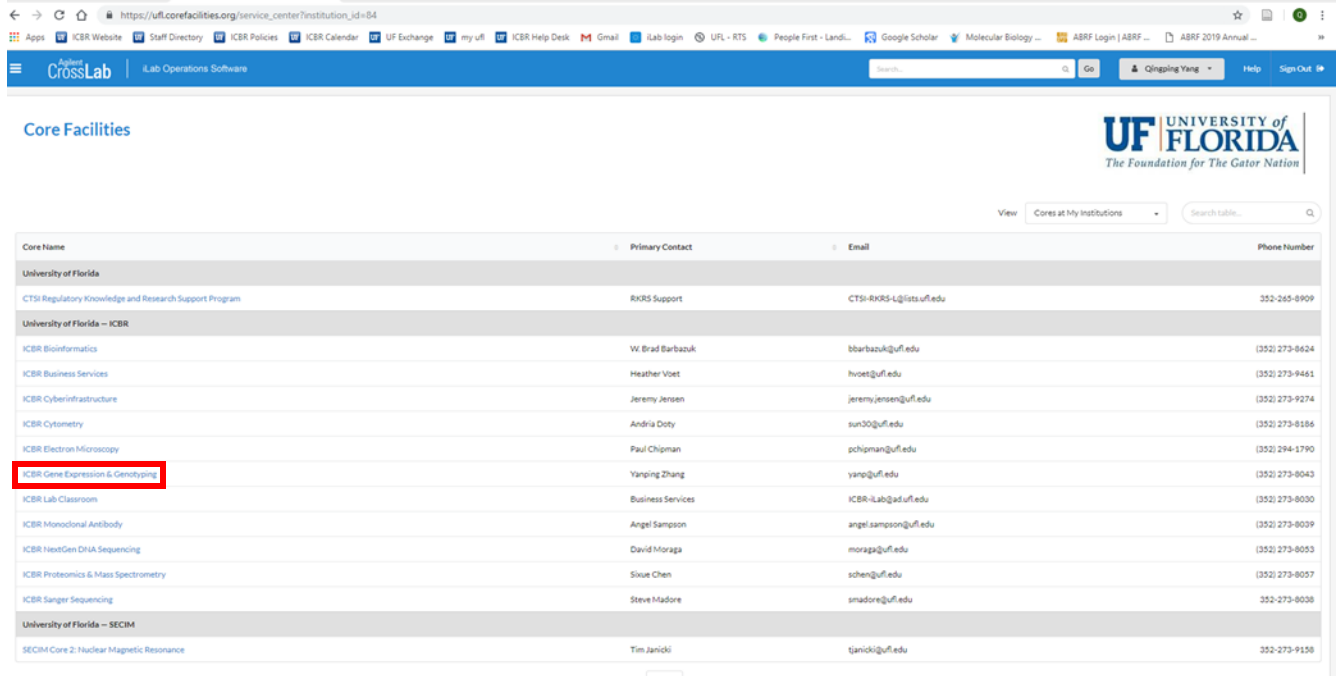 https://ufl.corefacilities.org/service_center?institution_id=84
Apps ICBR Website Staff Directory ICBR Policies ICBR Calendar UF Exchange my ufl ICBR Help Desk Gmail iLab login UFL - RTS People First - Landi... Google Scholar Molecular Biology ... ABRF Login | ABRF ... ABRF 2019 Annual ... »
Agilent CrossLab iLab Operations Software Search... Go Qingping Yang Help Sign Out
Core Facilities
UF UNIVERSITY of FLORIDA
The Foundation for The Gator Nation
View Cores at My Institutions Search table...
Core Name Primary Contact Email Phone Number
University of Florida
CTSI Regulatory Knowledge and Research Support Program RKRS Support CTSI-RKRS-L@lists.ufl.edu 352-265-8909
University of Florida — ICBR
ICBR Bioinformatics W. Brad Barbazuk bbarbazuk@ufl.edu (352) 273-8624
ICBR Business Services Heather Voet hvoet@ufl.edu (352) 273-9461
ICBR Cyberinfrastructure Jeremy Jensen jeremy.jensen@ufl.edu (352) 273-9274
ICBR Cytometry Andria Doty sun30@ufl.edu (352) 273-8186
ICBR Electron Microscopy Paul Chipman pchipman@ufl.edu (352) 294-1790
ICBR Gene Expression & Genotyping Yanping Zhang yanp@ufl.edu (352) 273-8043
ICBR Lab Classroom Business Services ICBR-iLab@ad.ufl.edu (352) 273-8030
ICBR Monoclonal Antibody Angel Sampson angel.sampson@ufl.edu (352) 273-8039
ICBR NextGen DNA Sequencing David Moraga moraga@ufl.edu (352) 273-8053
ICBR Proteomics & Mass Spectrometry Sixue Chen schen@ufl.edu (352) 273-8057
ICBR Sanger Sequencing Steve Madore smadore@ufl.edu 352-273-8038
University of Florida — SECIM
SECIM Core 2: Nuclear Magnetic Resonance Tim Janicki tjanicki@ufl.edu 352-273-9158